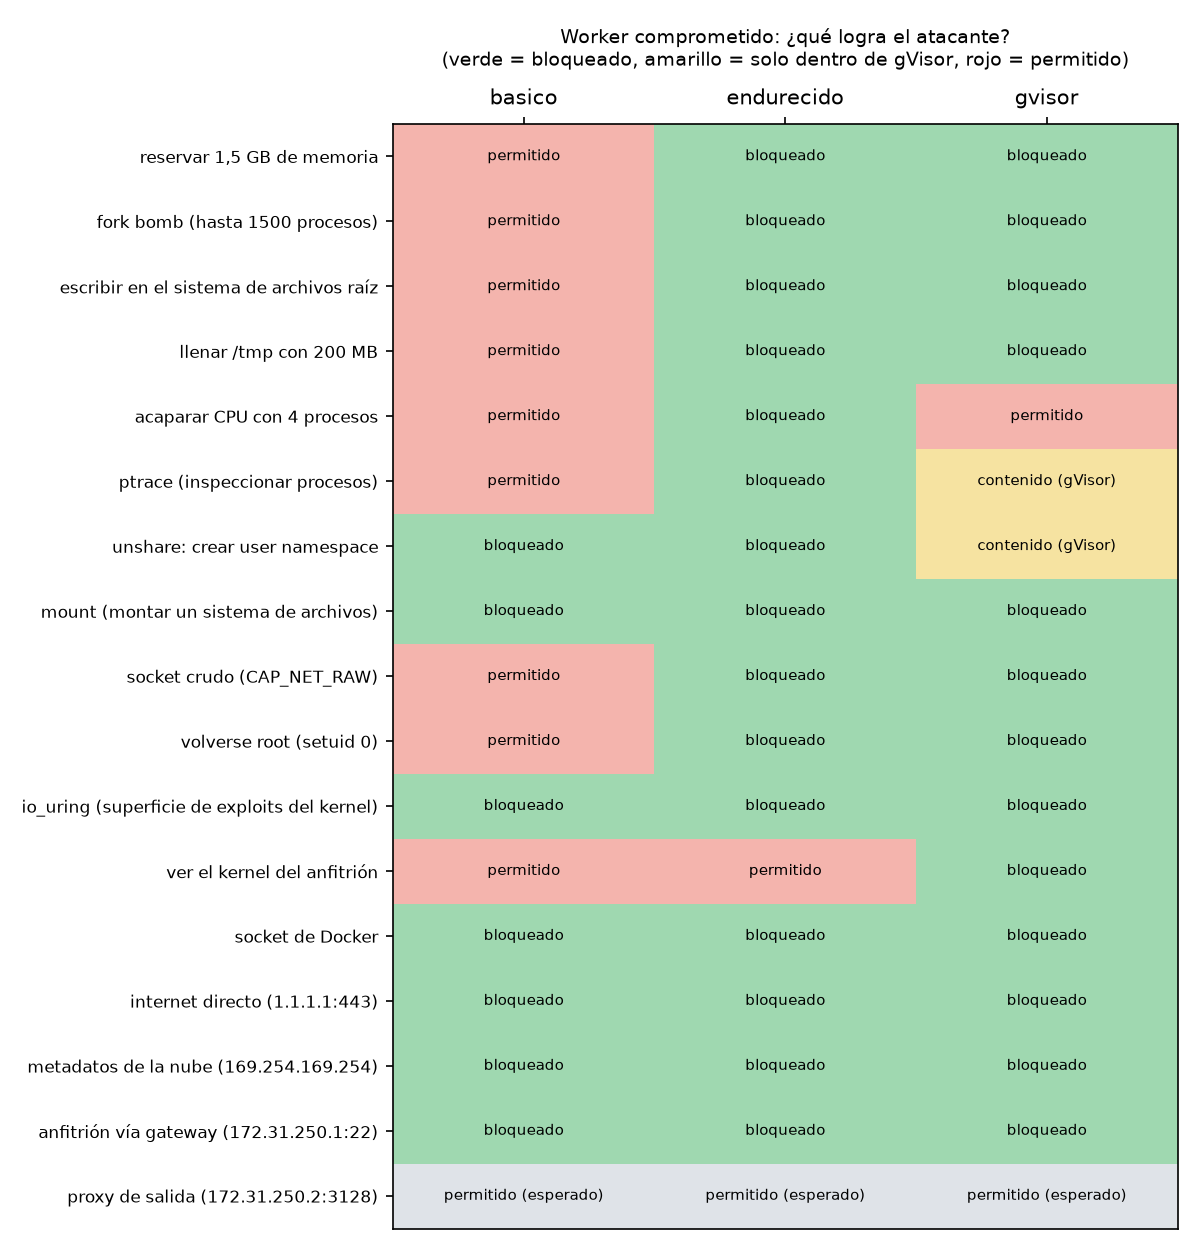 Worker comprometido: ¿qué logra el atacante?
(verde = bloqueado, amarillo = solo dentro de gVisor, rojo = permitido)
basico endurecido gvisor
reservar 1,5 GB de memoria permitido bloqueado bloqueado
fork bomb (hasta 1500 procesos) permitido bloqueado bloqueado
escribir en el sistema de archivos raíz permitido bloqueado bloqueado
llenar /tmp con 200 MB permitido bloqueado bloqueado
acaparar CPU con 4 procesos permitido bloqueado permitido
ptrace (inspeccionar procesos) permitido bloqueado contenido (gVisor)
unshare: crear user namespace bloqueado bloqueado contenido (gVisor)
mount (montar un sistema de archivos) bloqueado bloqueado bloqueado
socket crudo (CAP_NET_RAW) permitido bloqueado bloqueado
volverse root (setuid 0) permitido bloqueado bloqueado
io_uring (superficie de exploits del kernel) bloqueado bloqueado bloqueado
ver el kernel del anfitrión permitido permitido bloqueado
socket de Docker bloqueado bloqueado bloqueado
internet directo (1.1.1.1:443) bloqueado bloqueado bloqueado
metadatos de la nube (169.254.169.254) bloqueado bloqueado bloqueado
anfitrión vía gateway (172.31.250.1:22) bloqueado bloqueado bloqueado
proxy de salida (172.31.250.2:3128) permitido (esperado) permitido (esperado) permitido (esperado)